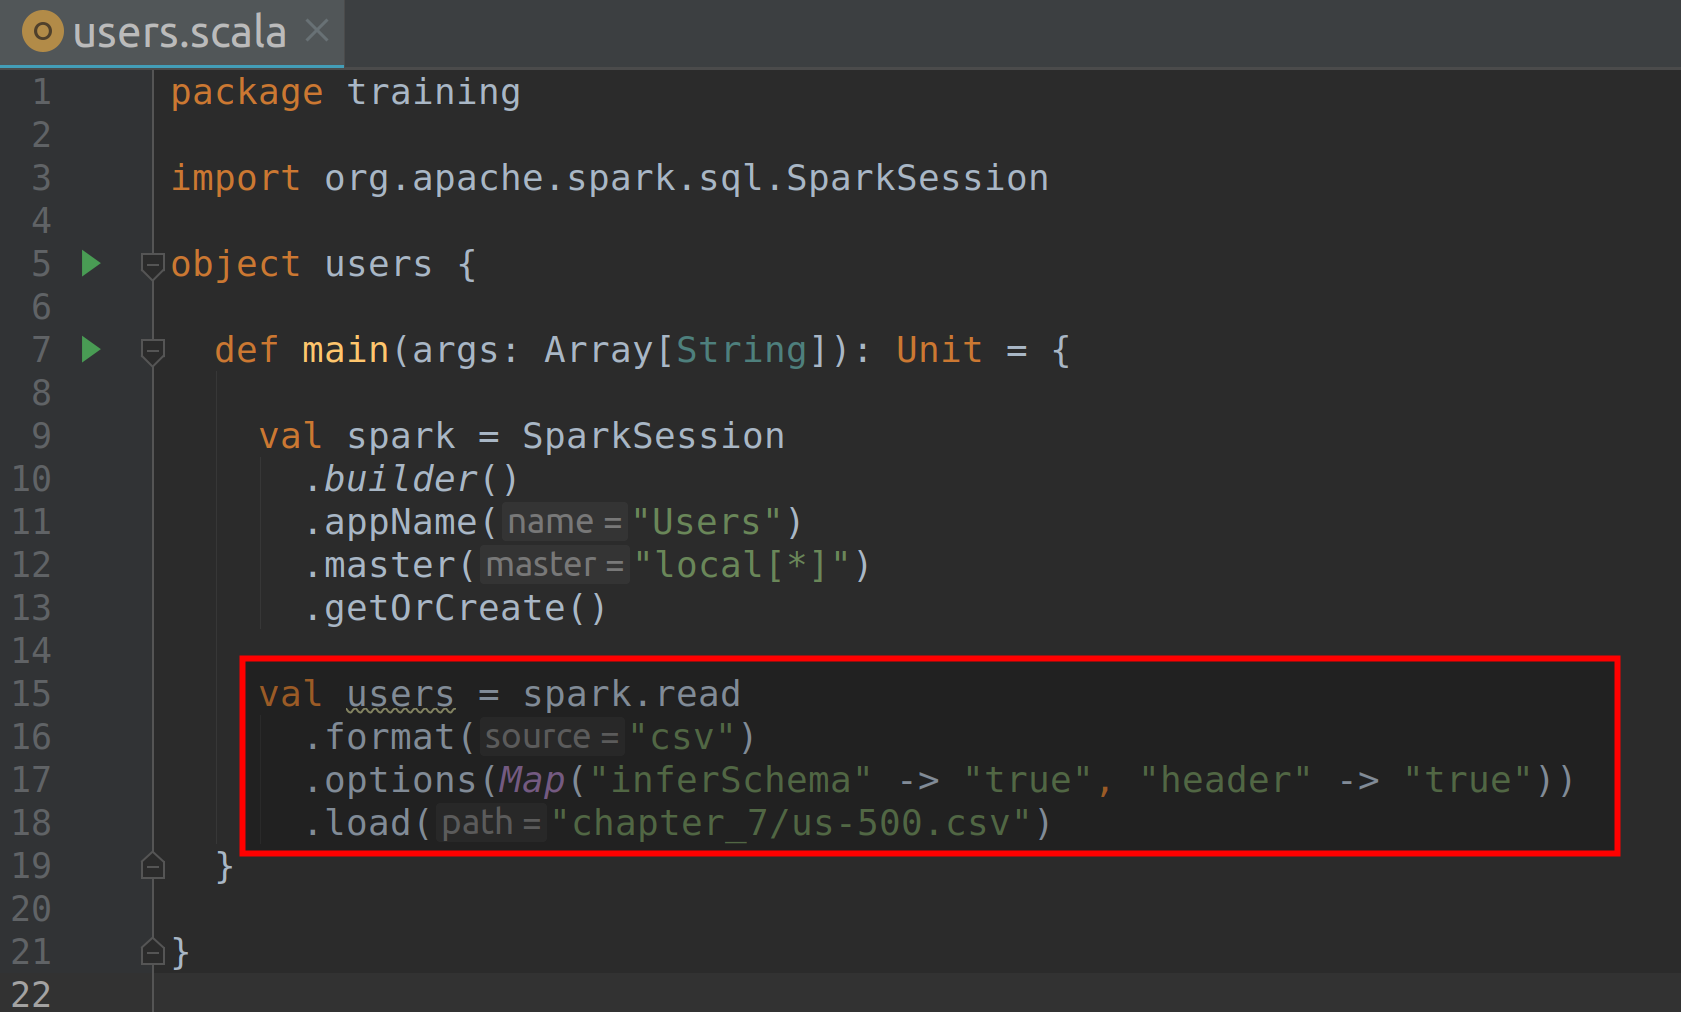 users.scala
1 package training
2
3 import org.apache.spark.sql.SparkSession
4
5 object users {
6
7 def main(args: Array[String]): Unit = {
8
9 val spark = SparkSession
10 .builder()
11 .appName( name = "Users")
12 .master( master = "local[*]")
13 .getOrCreate()
14
15 val users = spark.read
16 .format( source = "csv")
17 .options(Map("inferSchema" -> "true", "header" -> "true"))
18 .load( path = "chapter_7/us-500.csv")
19 }
20
21 }
22